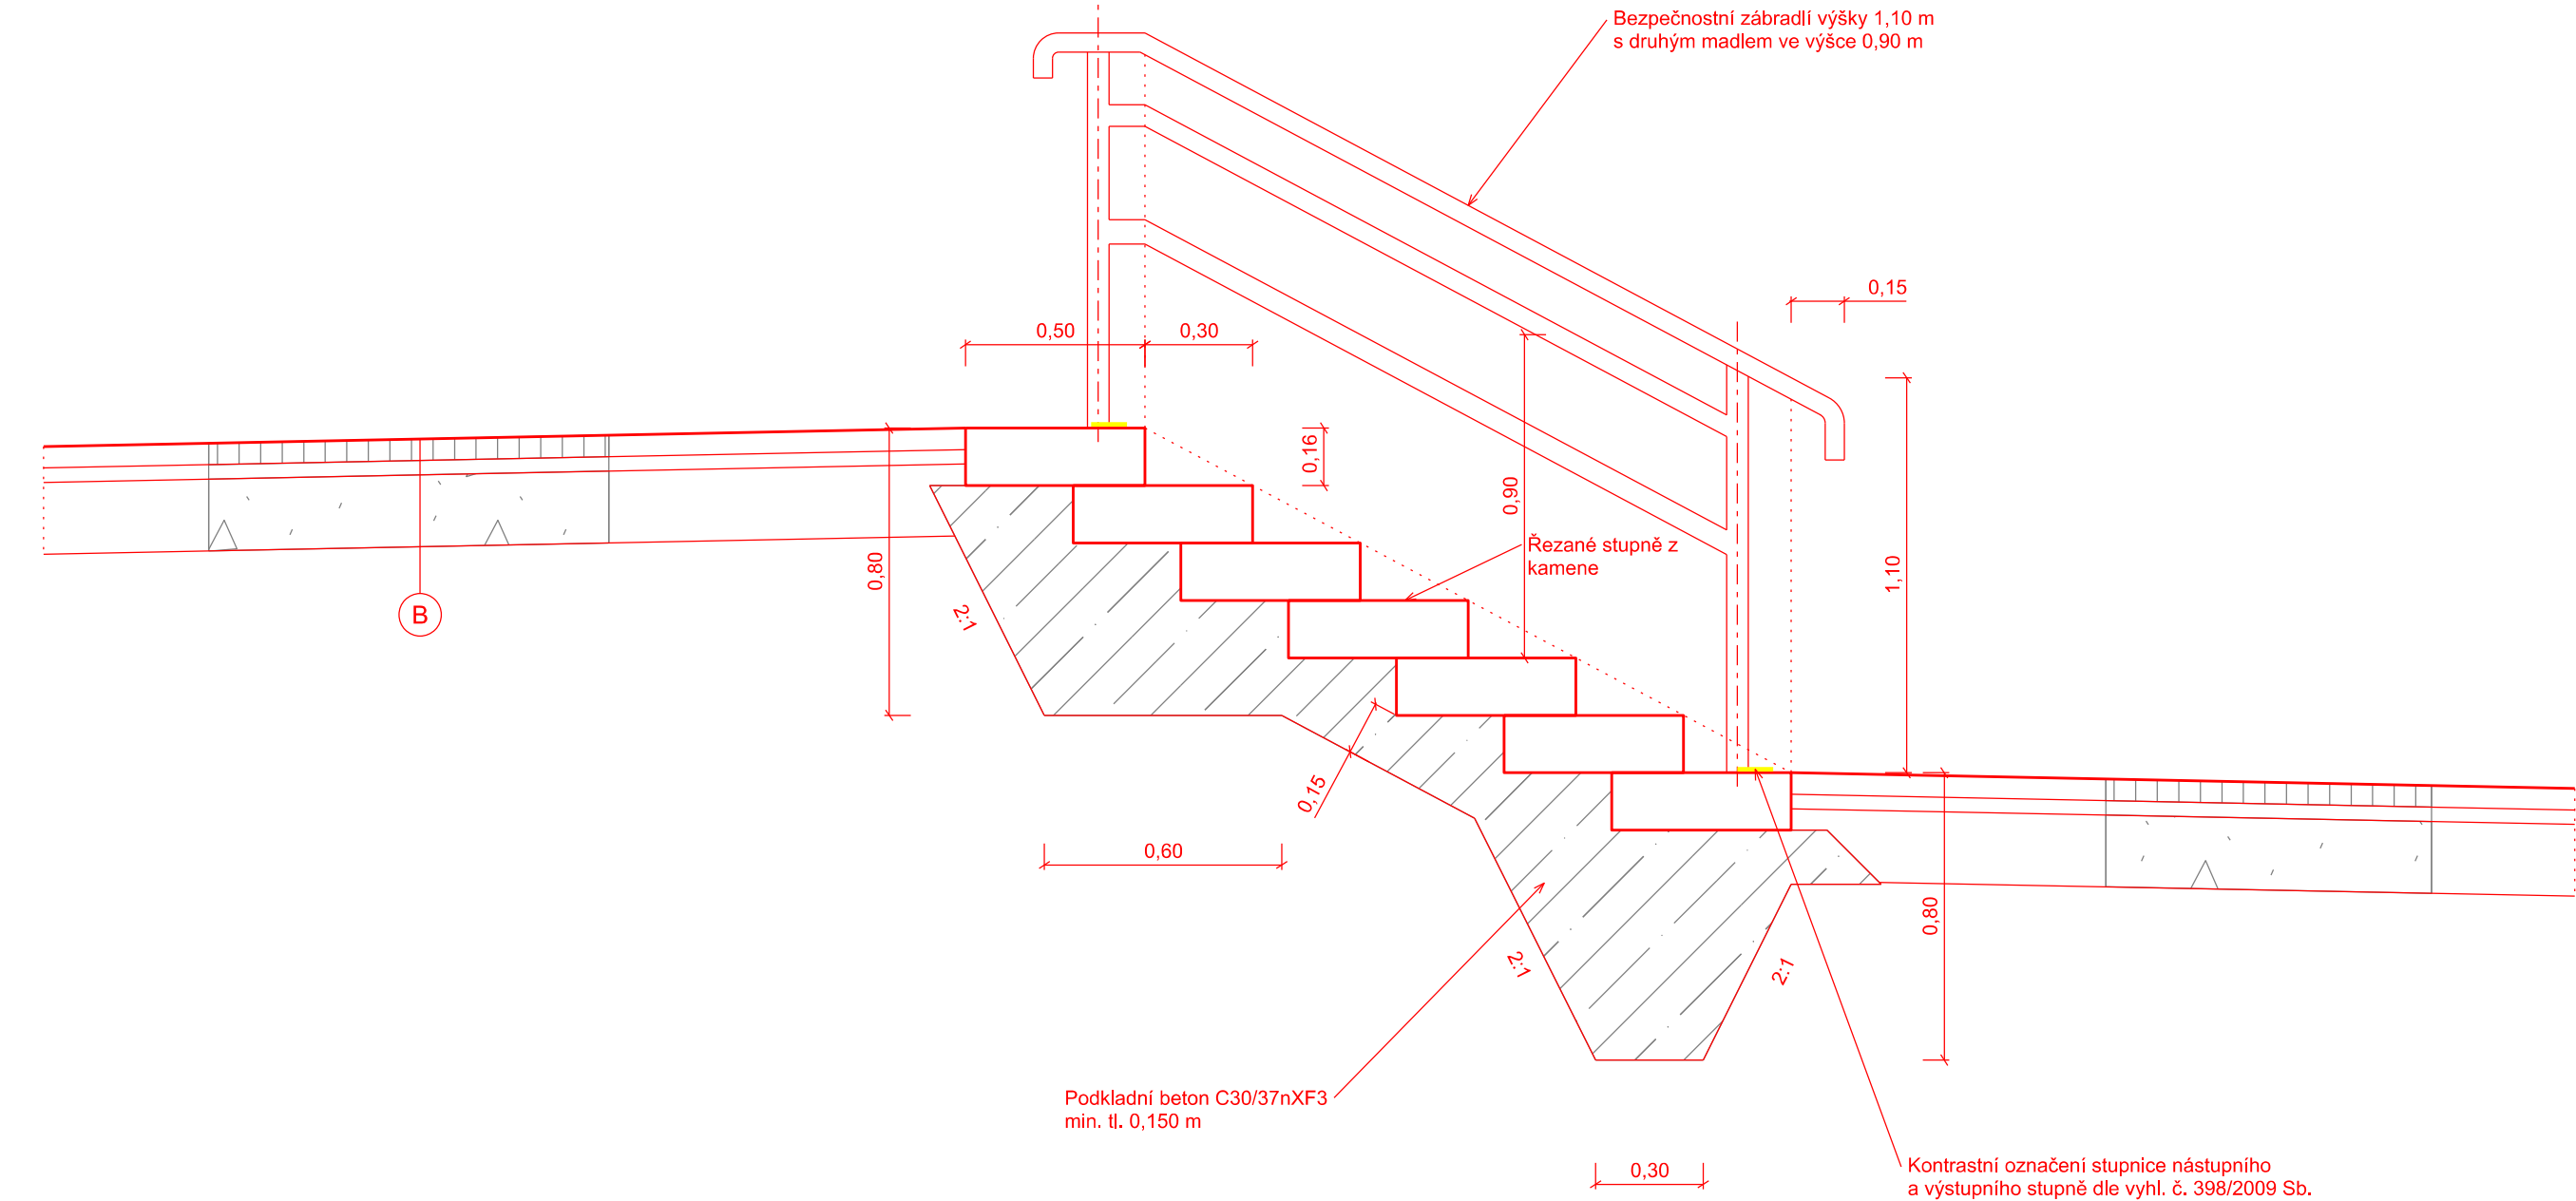 Bezpečnostní zábradlí výšky 1,10 m
s druhým madlem ve výšce 0,90 m
0,15
0,50
0,30
0,16
0,90
Řezané stupně z
kamene
0,80
1,10
B
2:1
0,15
0,60
0,80
2:1
2:1
Podkladní beton C30/37nXF3
min. tl. 0,150 m
0,30
Kontrastní označení stupnice nástupního
a výstupního stupně dle vyhl. č. 398/2009 Sb.